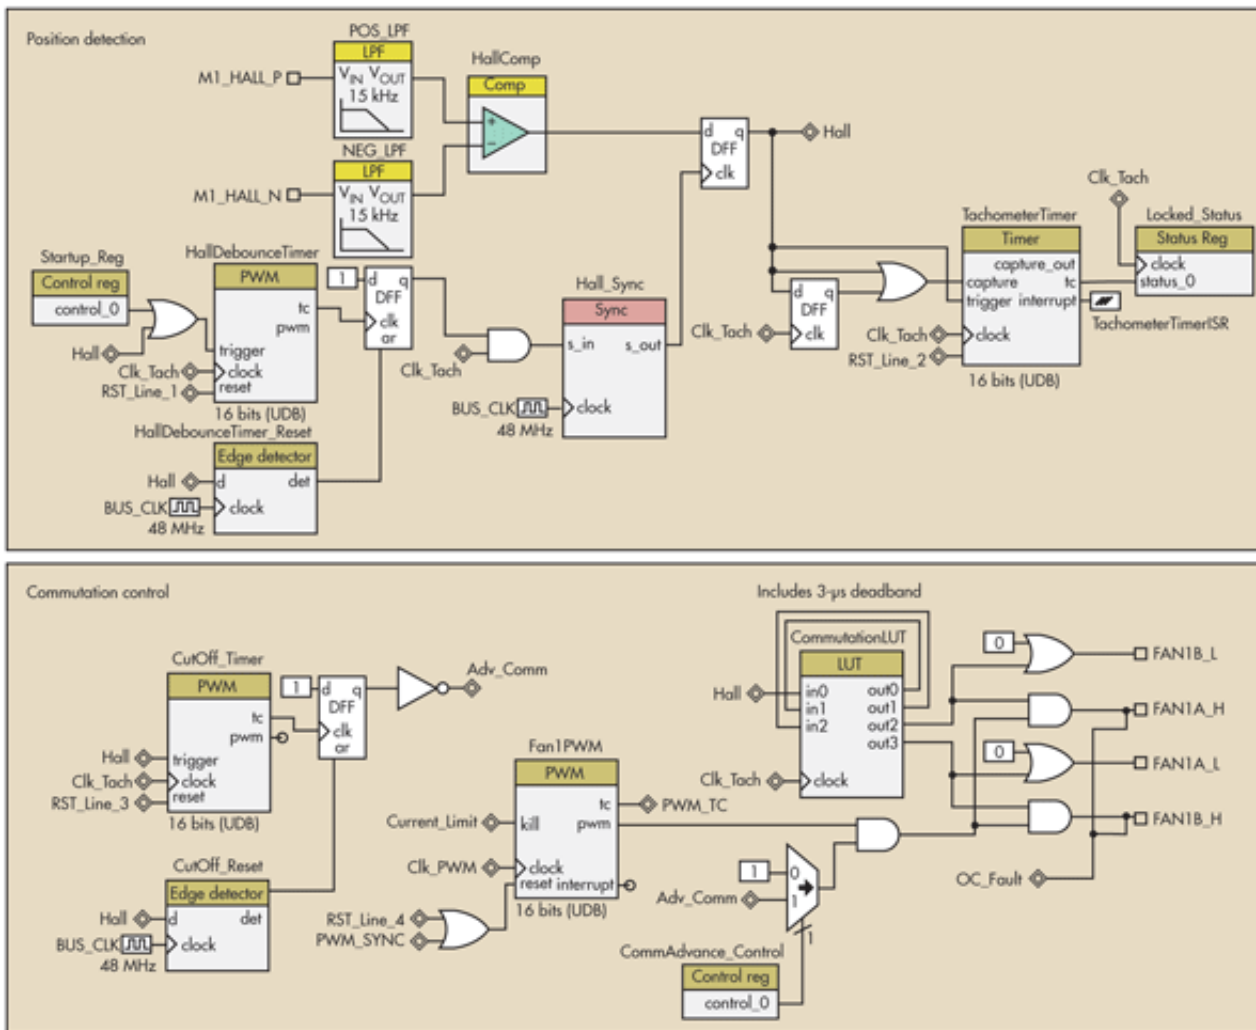 Position detection
POS_LPF
LPF
M1_HALL_P
VIN VOUT
15 kHz
HallComp
Comp
+
−
NEG_LPF
LPF
M1_HALL_N
VIN VOUT
15 kHz
d q
DFF
clk
Hall
Startup_Reg
Control reg
control_0
Hall
Clk_Tach
RST_Line_1
HallDebounceTimer
PWM
tc
pwm
trigger
clock
reset
16 bits (UDB)
1
d q
DFF
clk
ar
Clk_Tach
Hall_Sync
Sync
s_in s_out
clock
BUS_CLK
48 MHz
HallDebounceTimer_Reset
Edge detector
Hall
d det
BUS_CLK
clock
48 MHz
d q
DFF
clk
Clk_Tach
TachometerTimer
Timer
capture_out
capture tc
trigger interrupt
Clk_Tach
clock
RST_Line_2
16 bits (UDB)
Clk_Tach
Locked_Status
Status Reg
clock
status_0
TachometerTimerISR
Commutation control
CutOff_Timer
PWM
tc
pwm
Hall
trigger
Clk_Tach
clock
RST_Line_3
reset
16 bits (UDB)
1
d q
DFF
clk
ar
Adv_Comm
CutOff_Reset
Edge detector
Hall
d det
BUS_CLK
clock
48 MHz
Fan1PWM
PWM
tc
PWM_TC
Current_Limit
kill pwm
Clk_PWM
clock
reset interrupt
16 bits (UDB)
RST_Line_4
PWM_SYNC
Includes 3-µs deadband
CommutationLUT
LUT
Hall
in0 out0
in1 out1
in2 out2
out3
Clk_Tach
clock
1
0
Adv_Comm
1
1
CommAdvance_Control
Control reg
control_0
0
FAN1B_L
FAN1A_H
0
FAN1A_L
FAN1B_H
OC_Fault